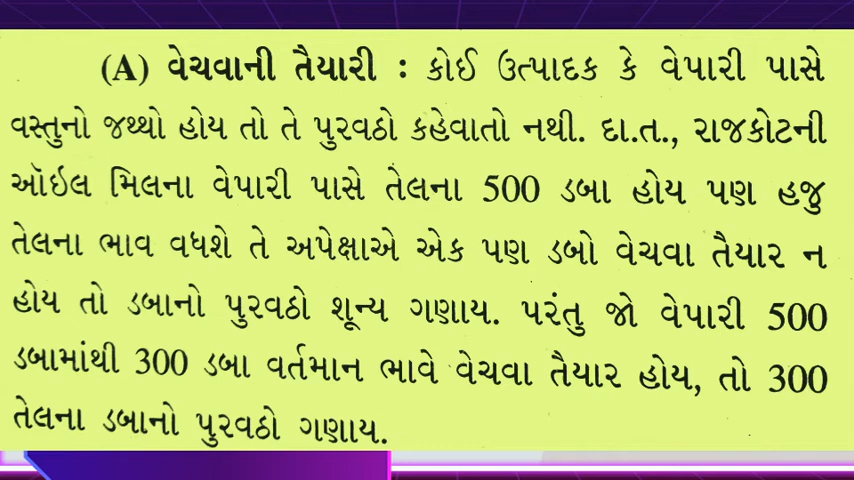 (A) વેચવાની તૈયારી : કોઈ ઉત્પાદક કે વેપારી પાસે
વસ્તુનો જથ્થો હોય તો તે પુરવઠો કહેવાતો નથી. દા.ત., રાજકોટની
ઑઇલ મિલના વેપારી પાસે તેલના 500 ડબા હોય પણ હજુ
તેલના ભાવ વધશે તે અપેક્ષાએ એક પણ ડબો વેચવા તૈયાર ન
હોય તો ડબાનો પુરવઠો શૂન્ય ગણાય. પરંતુ જો વેપારી 500
ડબામાંથી 300 ડબા વર્તમાન ભાવે વેચવા તૈયાર હોય, તો 300
તેલના ડબાનો પુરવઠો ગણાય.